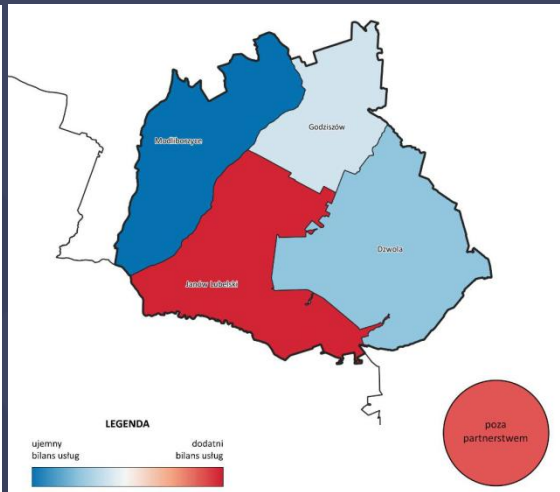 Godziszów
Modliborzyce
Dzwola
Janów Lubelski
LEGENDA
ujemny
bilans usług
dodatni
bilans usług
poza
partnerstwem